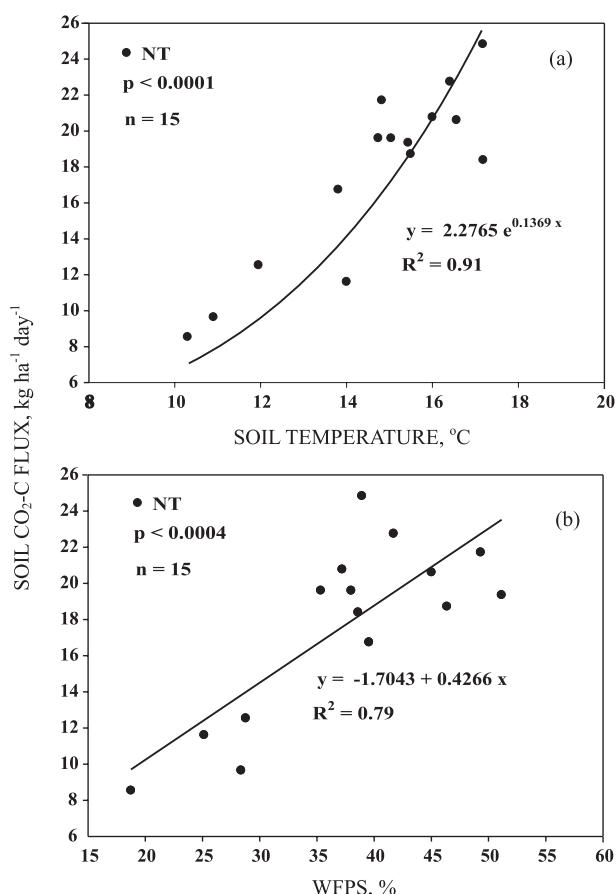 SOIL CO₂-C FLUX, kg ha⁻¹ day⁻¹
26
24
22
20
18
16
14
12
10
8
6
NT
p < 0.0001
n = 15
(a)
y = 2.2765 e^0.1369 x
R² = 0.91
8 10 12 14 16 18 20
SOIL TEMPERATURE, °C
26
24
22
20
18
16
14
12
10
8
6
NT
p < 0.0004
n = 15
(b)
y = -1.7043 + 0.4266 x
R² = 0.79
15 20 25 30 35 40 45 50 55 60
WFPS, %